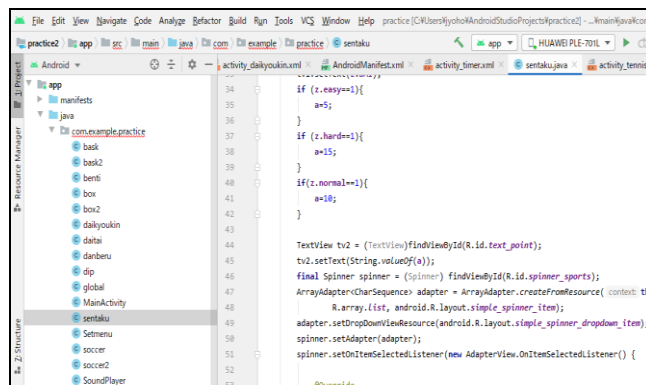 File Edit View Navigate Code Analyze Refactor Build Run Tools VCS Window Help practice [C:¥Users¥jyoho¥AndroidStudioProjects¥practice2] - ...¥main¥java¥com
practice2 app src main java com example practice sentaku app HUAWEI PLE-701L
Android activity_daikyoukin.xml AndroidManifest.xml activity_timer.xml sentaku.java activity_tennis
1: Project
Resource Manager
Z: Structure
app
manifests
java
com.example.practice
bask
bask2
benti
box
box2
daikyoukin
daitai
danberu
dip
global
MainActivity
sentaku
Setmenu
soccer
soccer2
SoundPlayer
34 if (z.easy==1){
35 a=5;
36 }
37 if (z.hard==1){
38 a=15;
39 }
40 if(z.normal==1){
41 a=10;
42 }
43
44 TextView tv2 = (TextView)findViewById(R.id.text_point);
45 tv2.setText(String.valueOf(a));
46 final Spinner spinner = (Spinner) findViewById(R.id.spinner_sports);
47 ArrayAdapter<CharSequence> adapter = ArrayAdapter.createFromResource( context: th
48 R.array.list, android.R.layout.simple_spinner_item);
49 adapter.setDropDownViewResource(android.R.layout.simple_spinner_dropdown_item);
50 spinner.setAdapter(adapter);
51 spinner.setOnItemSelectedListener(new AdapterView.OnItemSelectedListener() {
52